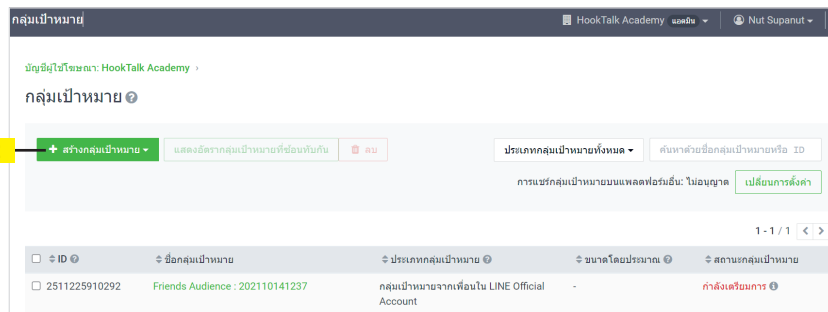 กลุ่มเป้าหมาย HookTalk Academy แอดมิน Nut Supanut
บัญชีผู้ใช้โฆษณา: HookTalk Academy ›
กลุ่มเป้าหมาย
+ สร้างกลุ่มเป้าหมาย แสดงอัตรากลุ่มเป้าหมายที่ซ้อนทับกัน ลบ ประเภทกลุ่มเป้าหมายทั้งหมด ค้นหาด้วยชื่อกลุ่มเป้าหมายหรือ ID
การแชร์กลุ่มเป้าหมายบนแพลตฟอร์มอื่น: ไม่อนุญาต เปลี่ยนการตั้งค่า
1 - 1 / 1
ID ชื่อกลุ่มเป้าหมาย ประเภทกลุ่มเป้าหมาย ขนาดโดยประมาณ สถานะกลุ่มเป้าหมาย
2511225910292 Friends Audience : 202110141237 กลุ่มเป้าหมายจากเพื่อนใน LINE Official - กำลังเตรียมการ
Account